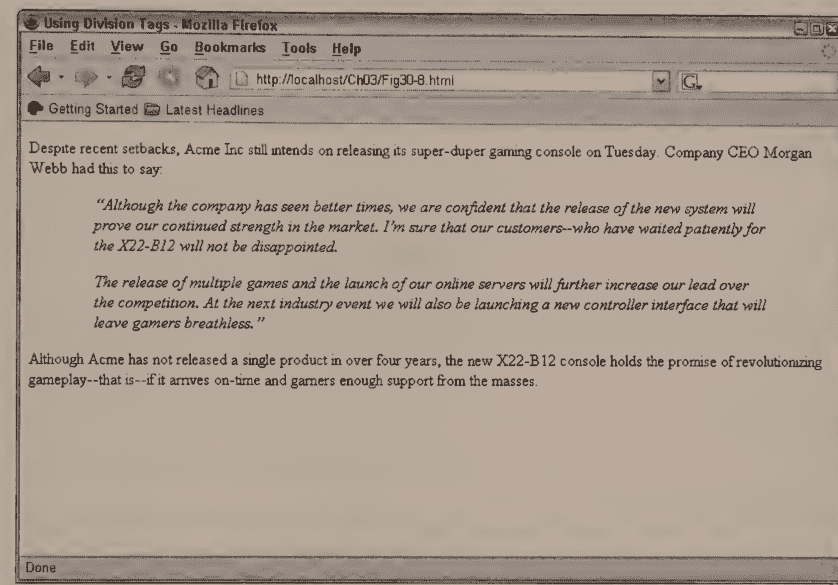 Using Division Tags - Mozilla Firefox
File Edit View Go Bookmarks Tools Help
http://localhost/Ch03/Fig30-8.html G
Getting Started Latest Headlines
Despite recent setbacks, Acme Inc still intends on releasing its super-duper gaming console on Tuesday. Company CEO Morgan
Webb had this to say:
“Although the company has seen better times, we are confident that the release of the new system will
prove our continued strength in the market. I'm sure that our customers--who have waited patiently for
the X22-B12 will not be disappointed.
The release of multiple games and the launch of our online servers will further increase our lead over
the competition. At the next industry event we will also be launching a new controller interface that will
leave gamers breathless.”
Although Acme has not released a single product in over four years, the new X22-B12 console holds the promise of revolutionizing
gameplay--that is--if it arrives on-time and garners enough support from the masses.
Done